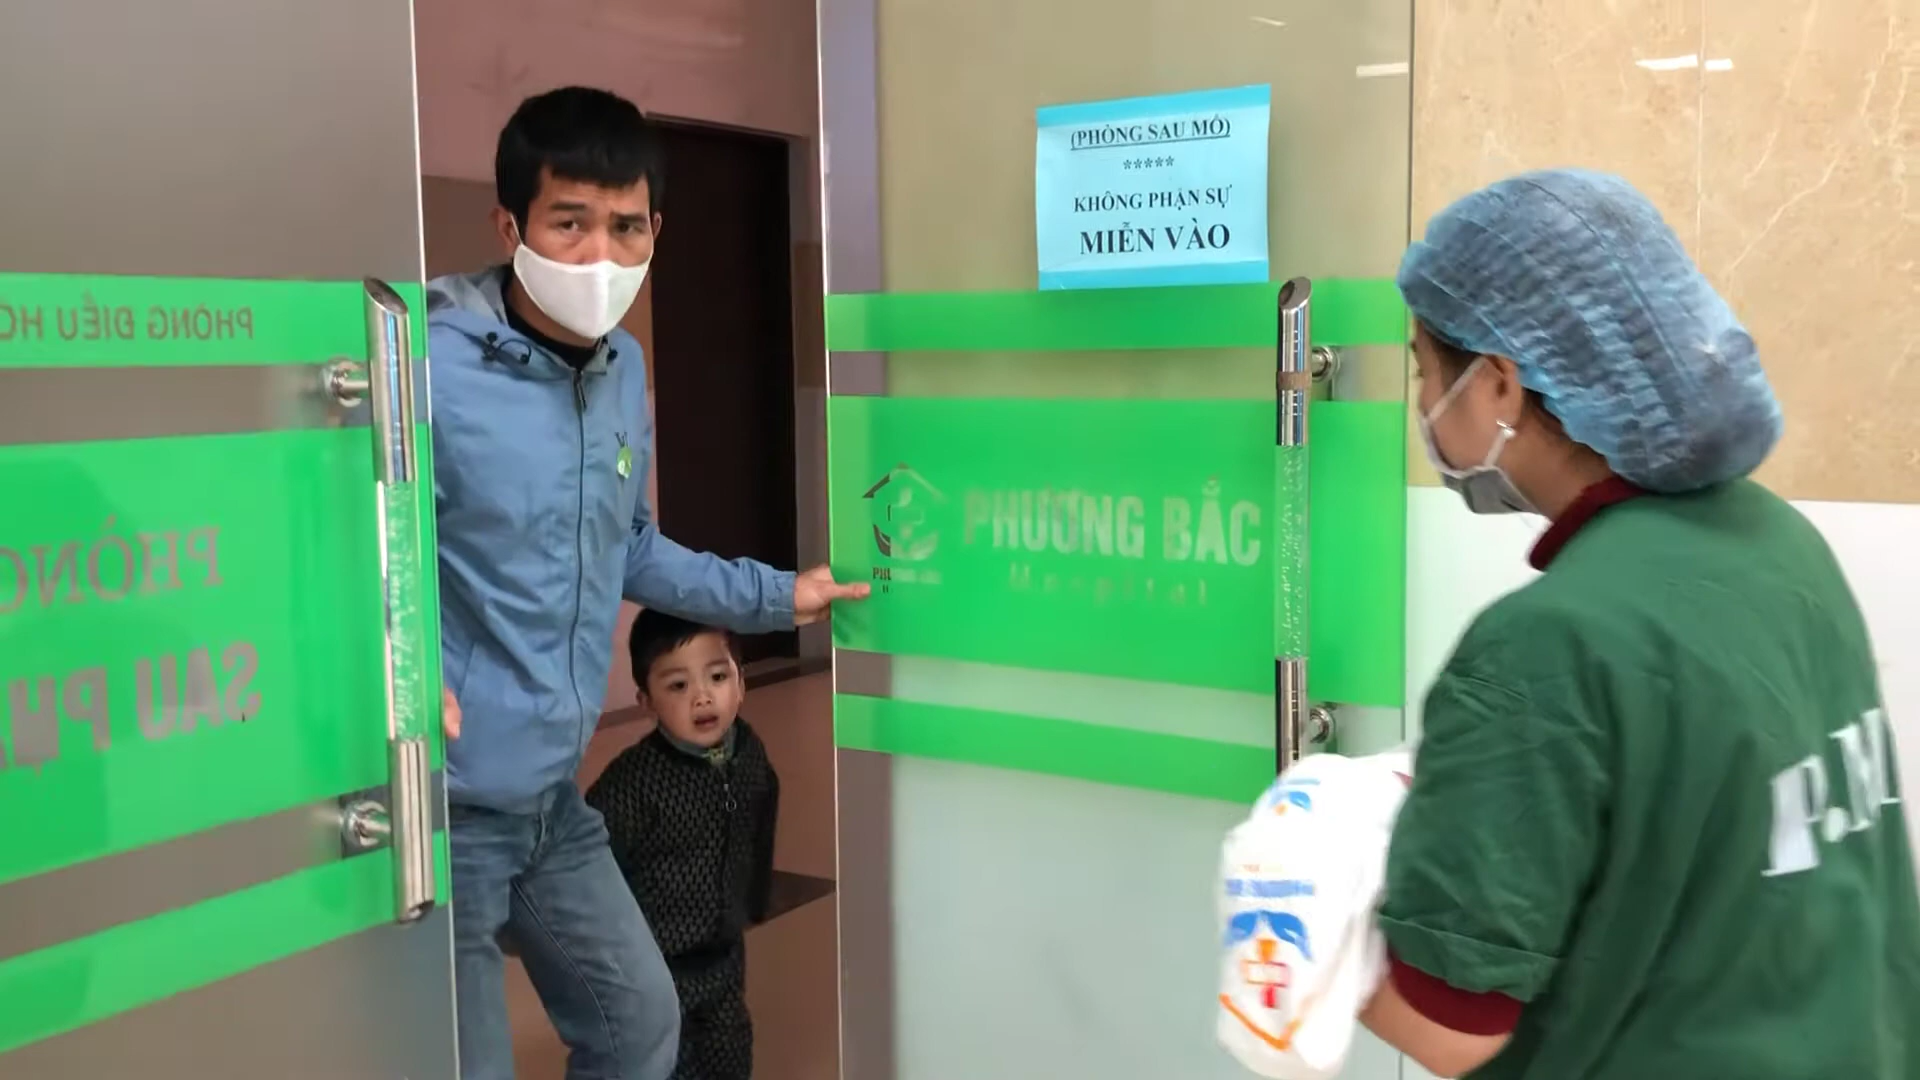 (PHÒNG SAU MỔ)
*****
KHÔNG PHẬN SỰ
MIỄN VÀO
PHÒNG ĐIỀU HÒ
PHÒNG
SAU PH
PHƯƠNG BẮC
Hospital
P.M